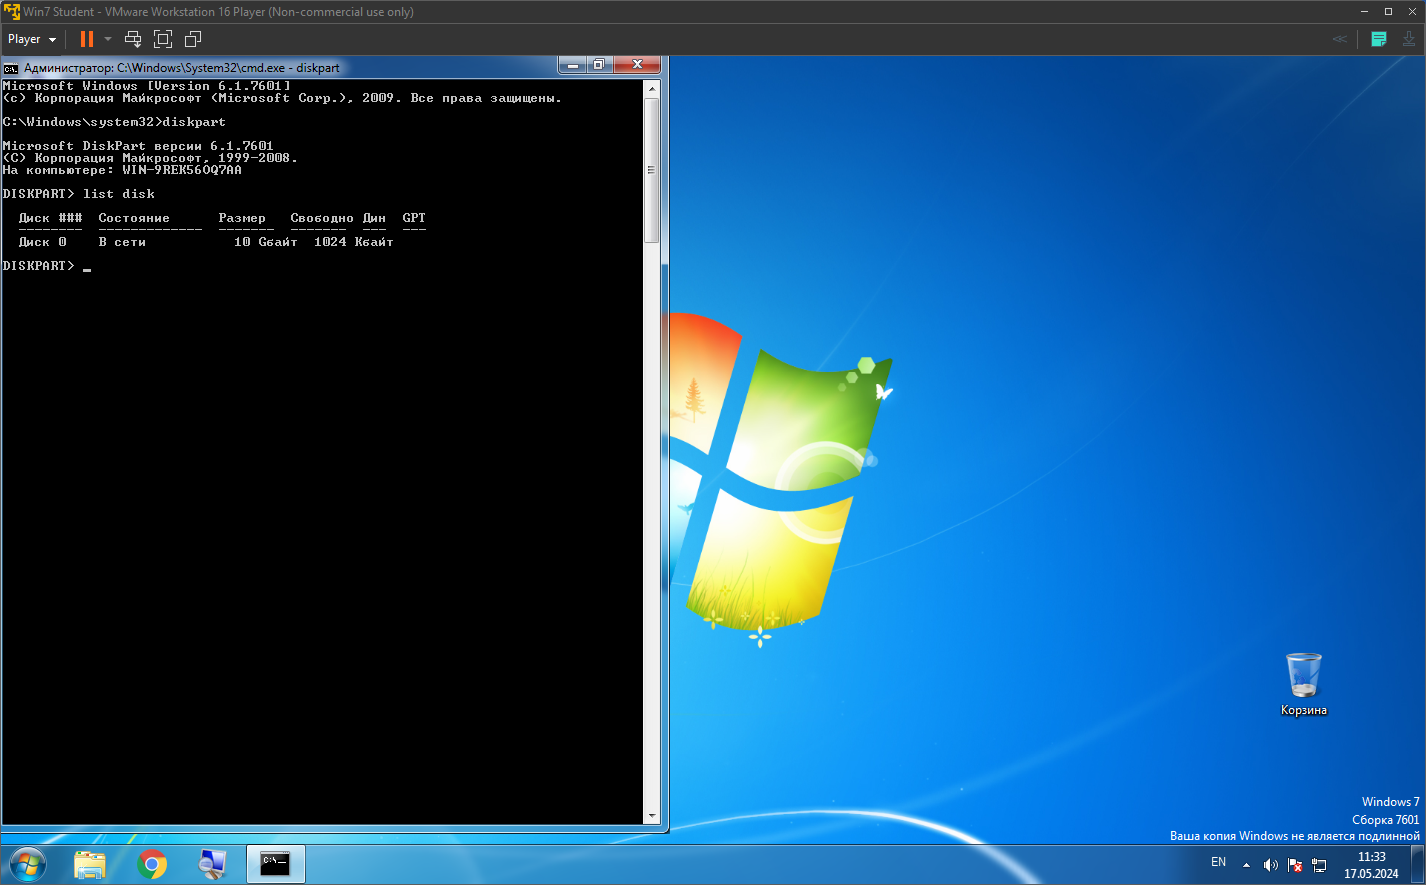 Win7 Student - VMware Workstation 16 Player (Non-commercial use only)
Player
Администратор: C:\Windows\System32\cmd.exe - diskpart
Microsoft Windows [Version 6.1.7601]
(c) Корпорация Майкрософт (Microsoft Corp.), 2009. Все права защищены.
C:\Windows\system32>diskpart
Microsoft DiskPart версии 6.1.7601
(C) Корпорация Майкрософт, 1999-2008.
На компьютере: WIN-9REK56OQ7AA
DISKPART> list disk
Диск ### Состояние Размер Свободно Дин GPT
-------- ------------- ------- ------- --- ---
Диск 0 В сети 10 Gбайт 1024 Kбайт
DISKPART> _
Корзина
Windows 7
Сборка 7601
Ваша копия Windows не является подлинной
C:\_
EN
11:33
17.05.2024